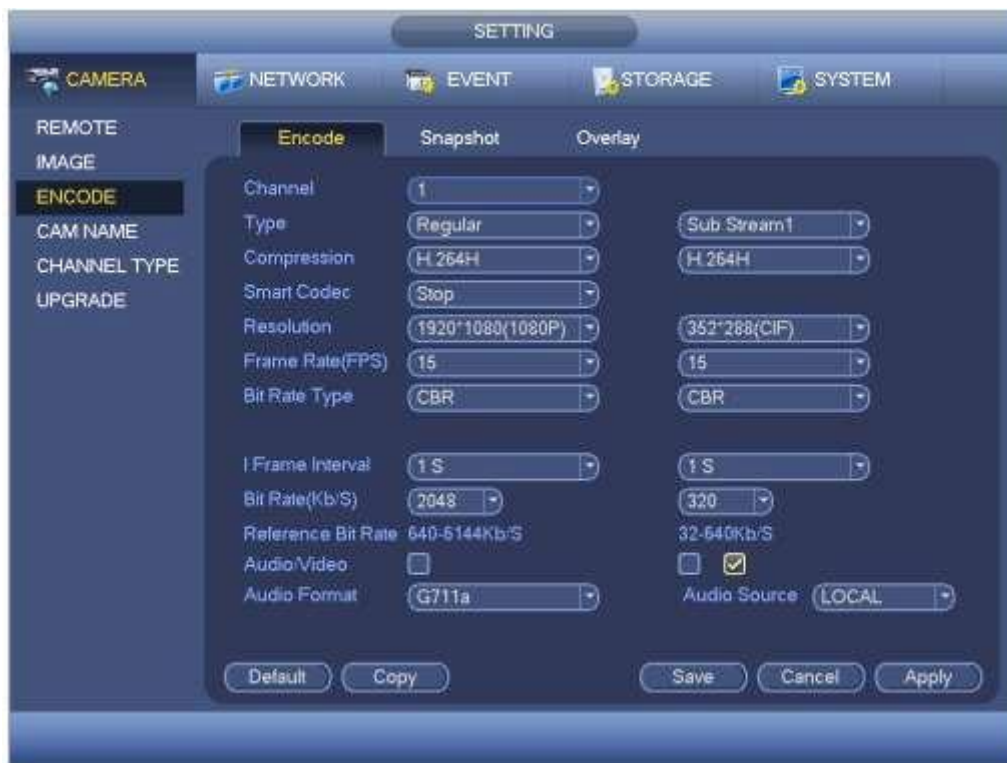 SETTING
CAMERA NETWORK EVENT STORAGE SYSTEM
REMOTE
IMAGE
ENCODE
CAM NAME
CHANNEL TYPE
UPGRADE
Encode Snapshot Overlay
Channel 1
Type Regular Sub Stream1
Compression H.264H H.264H
Smart Codec Stop
Resolution 1920*1080(1080P) 352*288(CIF)
Frame Rate(FPS) 15 15
Bit Rate Type CBR CBR
I Frame Interval 1 S 1 S
Bit Rate(Kb/S) 2048 320
Reference Bit Rate 640-6144Kb/S 32-640Kb/S
Audio/Video
Audio Format G711a Audio Source LOCAL
Default Copy Save Cancel Apply